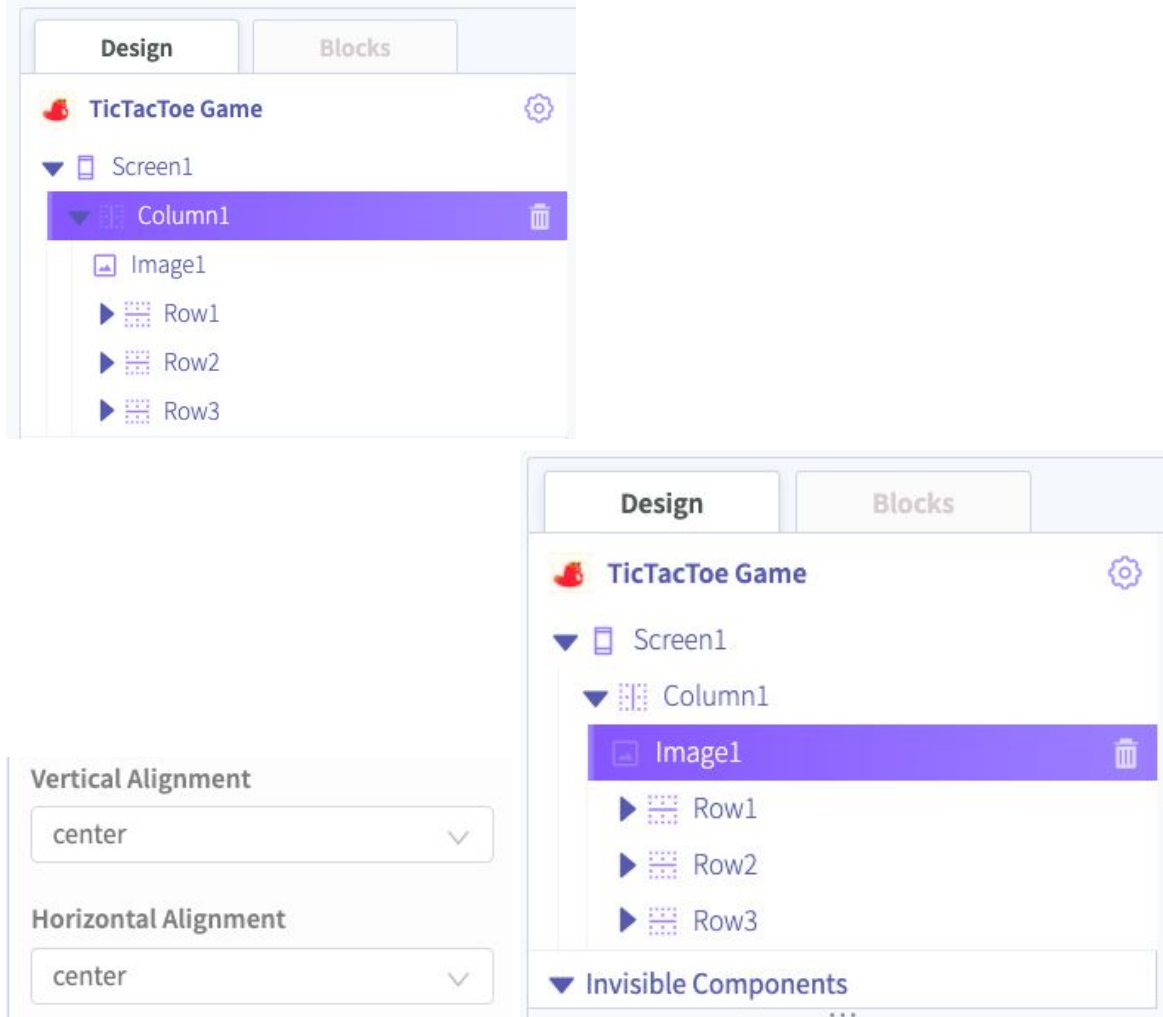 Design
Blocks
TicTacToe Game
Screen1
Column1
Image1
Row1
Row2
Row3
Vertical Alignment
center
Horizontal Alignment
center
Design
Blocks
TicTacToe Game
Screen1
Column1
Image1
Row1
Row2
Row3
Invisible Components